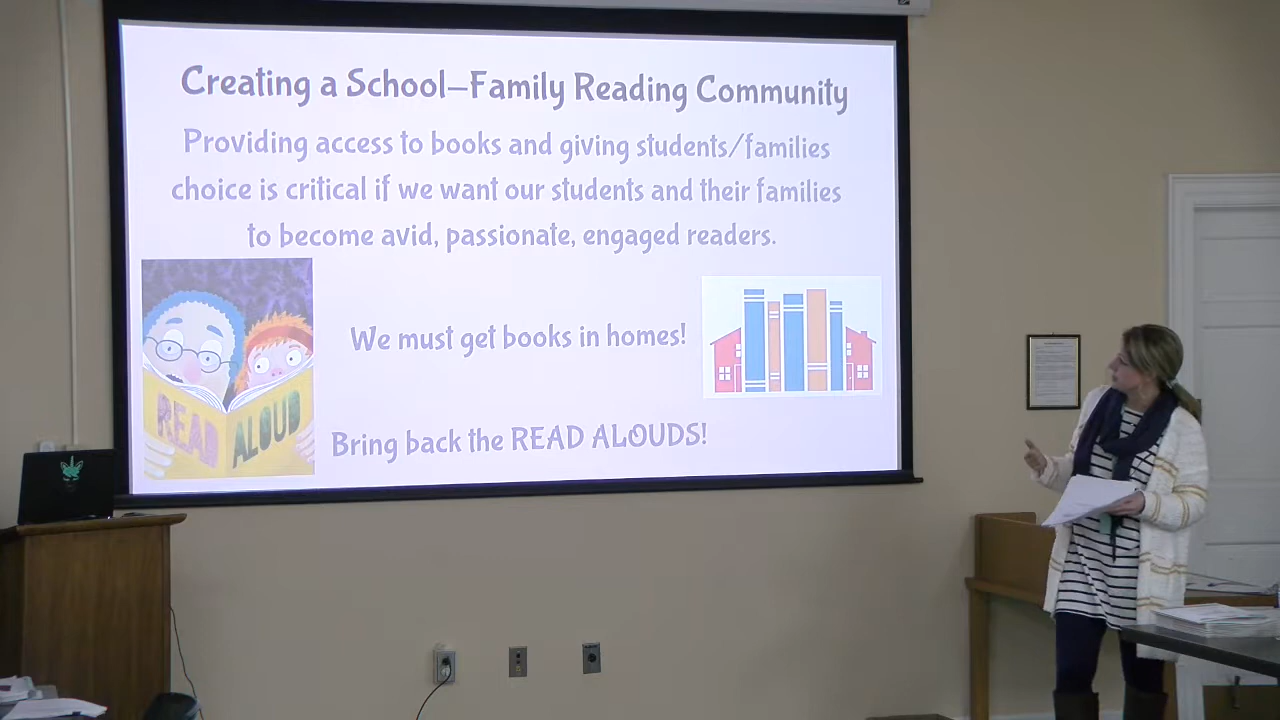 Creating a School-Family Reading Community
Providing access to books and giving students/families
choice is critical if we want our students and their families
to become avid, passionate, engaged readers.
We must get books in homes!
READ ALOUD
Bring back the READ ALOUDS!